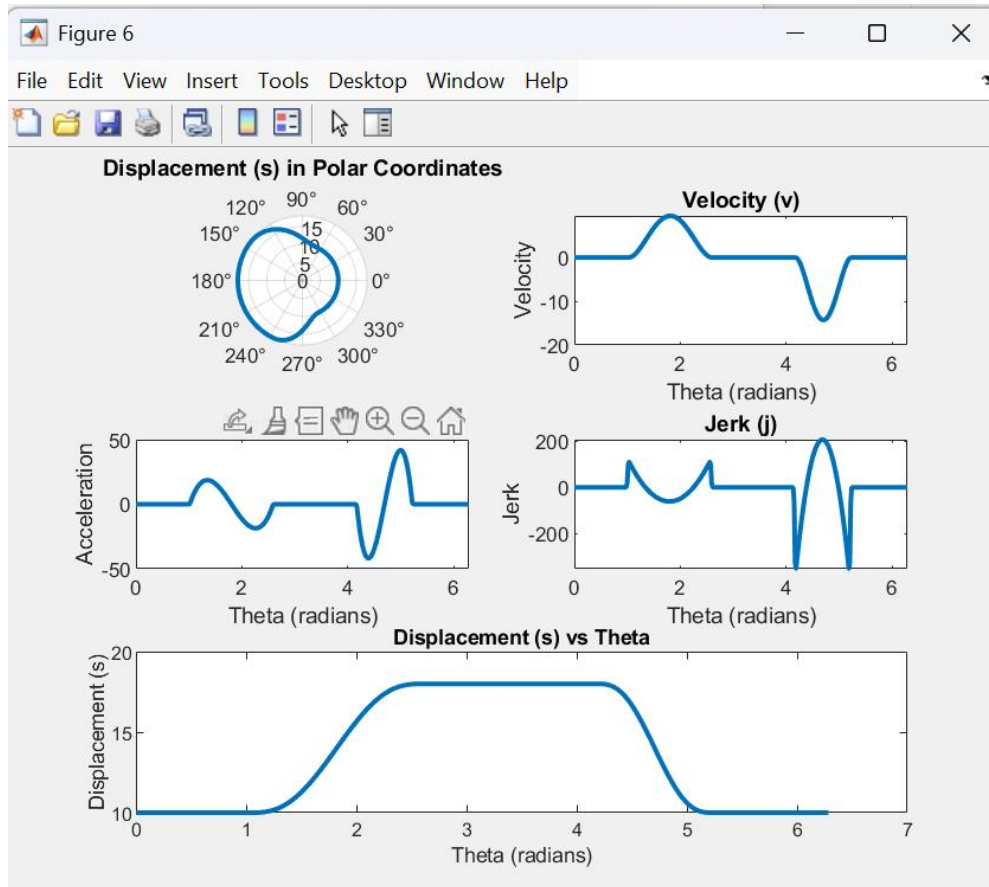 Figure 6
File Edit View Insert Tools Desktop Window Help
Displacement (s) in Polar Coordinates
90°
120° 60°
150° 30°
15
10
5
180° 0 0°
210° 330°
240° 300°
270°
Velocity (v)
Velocity
0
-10
-20
0 2 4 6
Theta (radians)
Acceleration
50
0
-50
0 2 4 6
Theta (radians)
Jerk (j)
Jerk
200
0
-200
0 2 4 6
Theta (radians)
Displacement (s) vs Theta
Displacement (s)
20
15
10
0 1 2 3 4 5 6 7
Theta (radians)